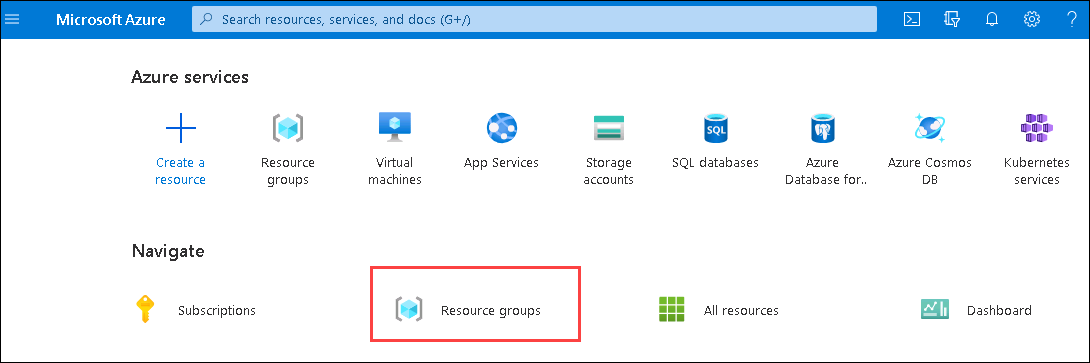 Microsoft Azure
Search resources, services, and docs (G+/)
Azure services
Create a
resource
Resource
groups
Virtual
machines
App Services
Storage
accounts
SQL
SQL databases
Azure
Database for..
Azure Cosmos
DB
Kubernetes
services
Navigate
Subscriptions
Resource groups
All resources
Dashboard